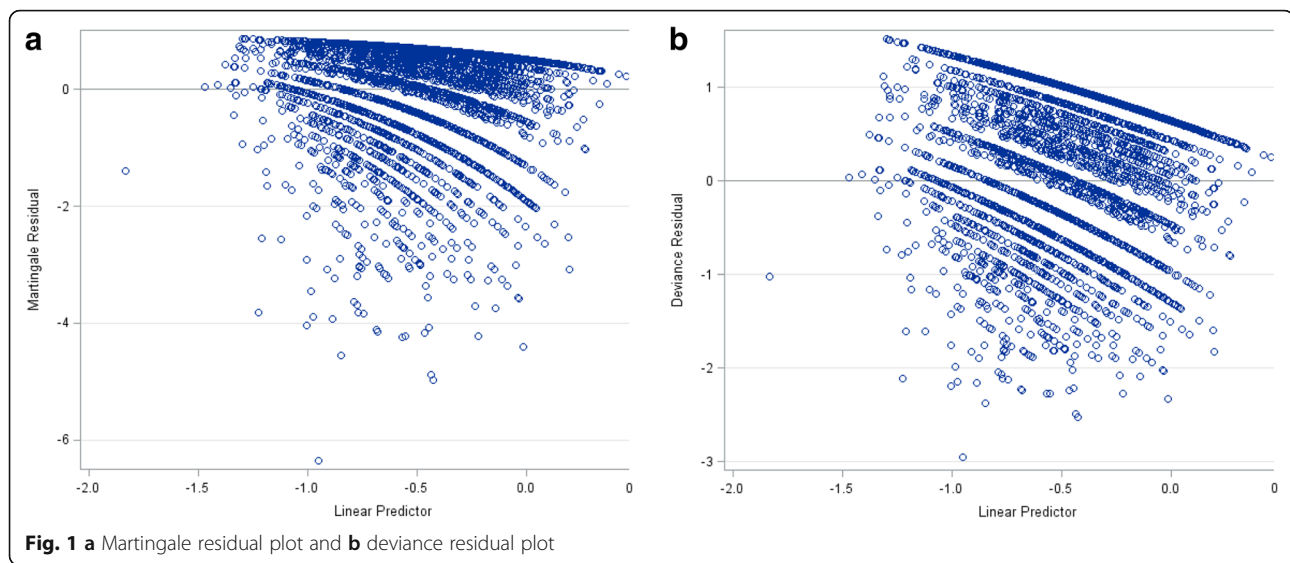 a
0
-2
-4
-6
Martingale Residual
-2.0 -1.5 -1.0 -0.5 0.0 0
Linear Predictor
b
1
0
-1
-2
-3
Deviance Residual
-2.0 -1.5 -1.0 -0.5 0.0 0
Linear Predictor
Fig. 1 a Martingale residual plot and b deviance residual plot